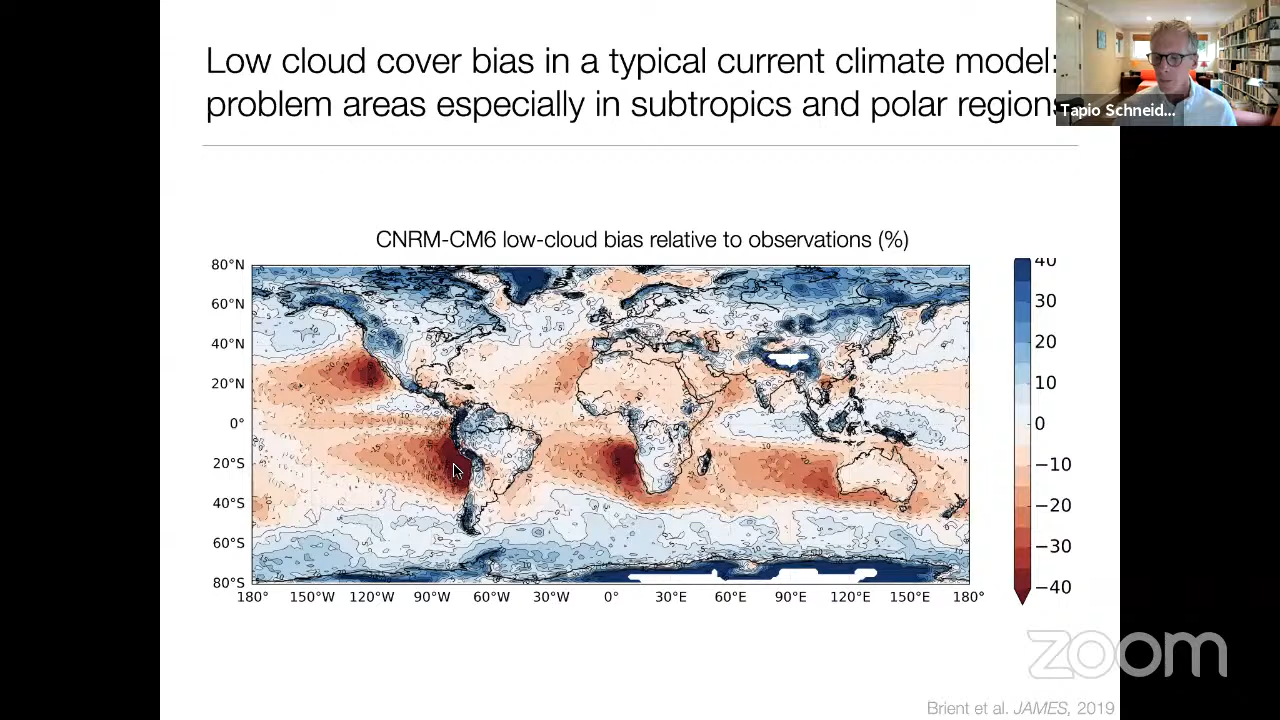 Low cloud cover bias in a typical current climate model:
problem areas especially in subtropics and polar regions
Tapio Schneid...
CNRM-CM6 low-cloud bias relative to observations (%)
80°N
60°N
40°N
20°N
0°
20°S
40°S
60°S
80°S
180°
150°W
120°W
90°W
60°W
30°W
0°
30°E
60°E
90°E
120°E
150°E
180°
40
30
20
10
0
−10
−20
−30
−40
zoom
Brient et al. JAMES, 2019